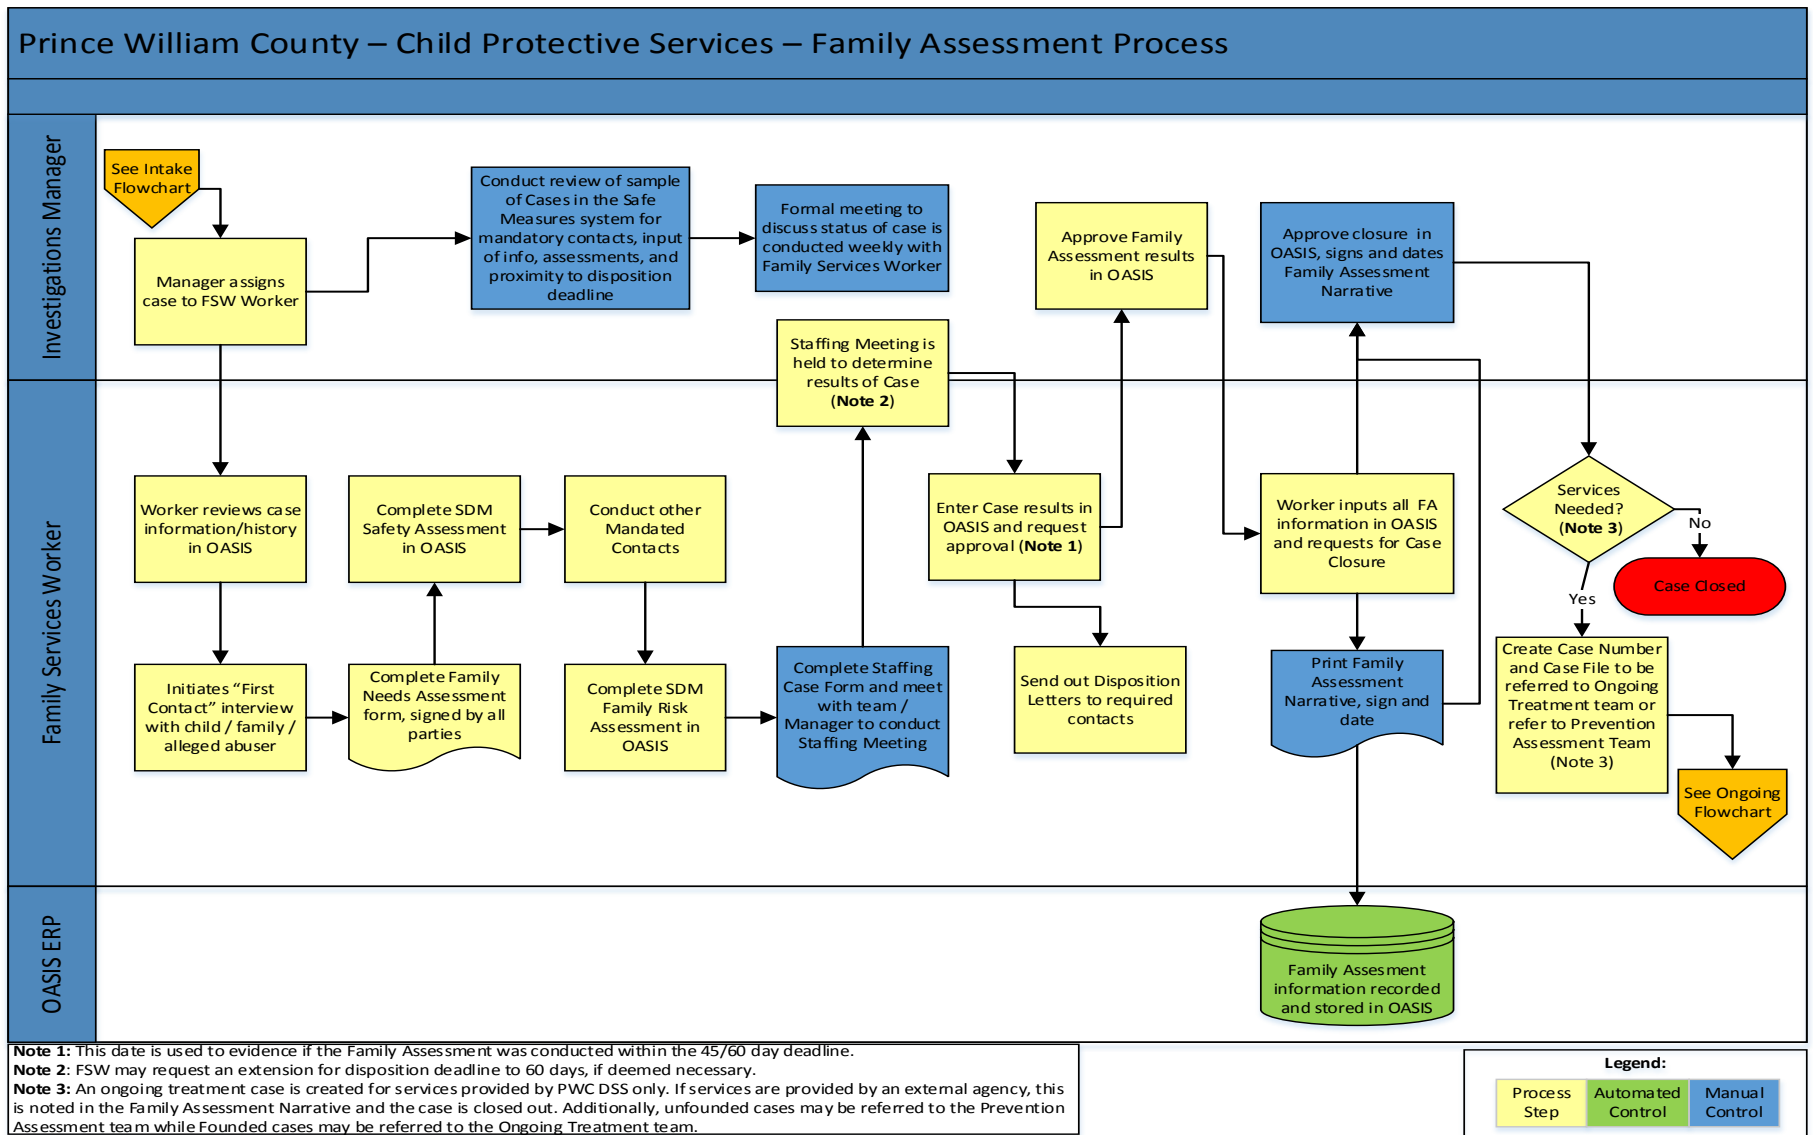 Prince William County – Child Protective Services – Family Assessment Process
Investigations Manager
See Intake
Flowchart
Manager assigns
case to FSW Worker
Conduct review of sample
of Cases in the Safe
Measures system for
mandatory contacts, input
of info, assessments, and
proximity to disposition
deadline
Formal meeting to
discuss status of case is
conducted weekly with
Family Services Worker
Staffing Meeting is
held to determine
results of Case
(Note 2)
Approve Family
Assessment results
in OASIS
Approve closure in
OASIS, signs and dates
Family Assessment
Narrative
Family Services Worker
Worker reviews case
information/history
in OASIS
Initiates “First
Contact” interview
with child / family /
alleged abuser
Complete Family
Needs Assessment
form, signed by all
parties
Complete SDM
Safety Assessment
in OASIS
Conduct other
Mandated
Contacts
Complete SDM
Family Risk
Assessment in
OASIS
Complete Staffing
Case Form and meet
with team /
Manager to conduct
Staffing Meeting
Enter Case results in
OASIS and request
approval (Note 1)
Send out Disposition
Letters to required
contacts
Worker inputs all FA
information in OASIS
and requests for Case
Closure
Print Family
Assessment
Narrative, sign and
date
Services
Needed?
(Note 3)
No
Case Closed
Yes
Create Case Number
and Case File to be
referred to Ongoing
Treatment team or
refer to Prevention
Assessment Team
(Note 3)
See Ongoing
Flowchart
OASIS ERP
Family Assesment
information recorded
and stored in OASIS
Note 1: This date is used to evidence if the Family Assessment was conducted within the 45/60 day deadline.
Note 2: FSW may request an extension for disposition deadline to 60 days, if deemed necessary.
Note 3: An ongoing treatment case is created for services provided by PWC DSS only. If services are provided by an external agency, this
is noted in the Family Assessment Narrative and the case is closed out. Additionally, unfounded cases may be referred to the Prevention
Assessment team while Founded cases may be referred to the Ongoing Treatment team.
Legend:
Process
Step
Automated
Control
Manual
Control